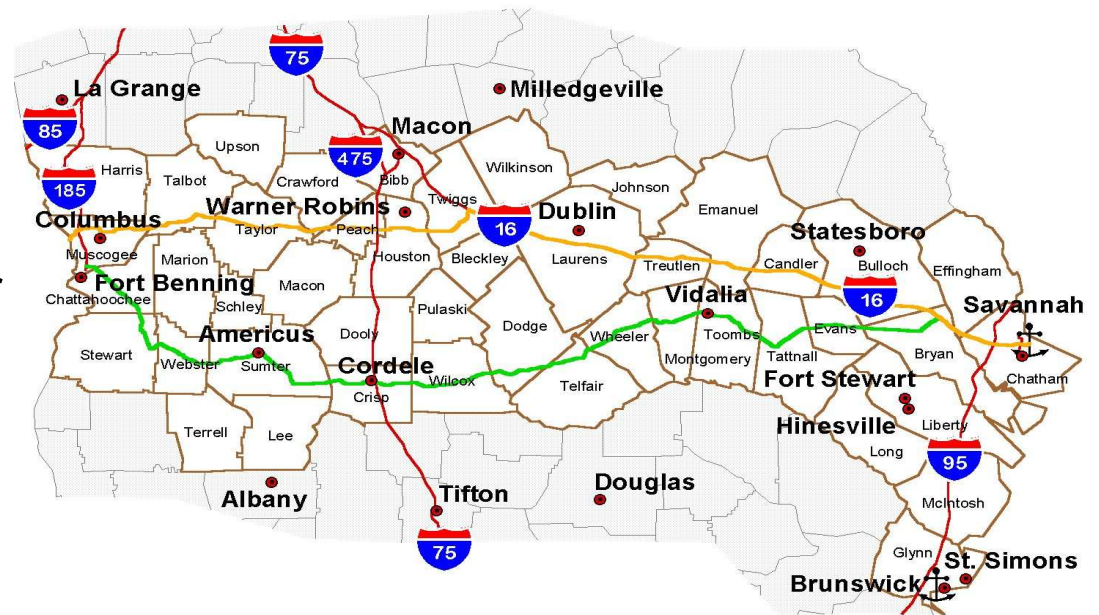 75
La Grange
Milledgeville
85
Macon
Upson
475
Wilkinson
Harris
Talbot
Crawford
Bibb
185
Johnson
Twiggs
Warner Robins
Emanuel
Columbus
16
Dublin
Taylor
Peach
Statesboro
Muscogee
Marion
Houston
Bleckley
Laurens
Treutlen
Candler
Bulloch
Effingham
Fort Benning
Macon
Chattahoochee
16
Vidalia
Savannah
Schley
Pulaski
Americus
Dooly
Dodge
Wheeler
Toombs
Evans
Stewart
Webster
Sumter
Cordele
Montgomery
Tattnall
Bryan
Wilcox
Telfair
Fort Stewart
Chatham
Crisp
Hinesville
Liberty
Terrell
Lee
Long
95
Albany
Tifton
Douglas
McIntosh
75
Glynn
St. Simons
Brunswick